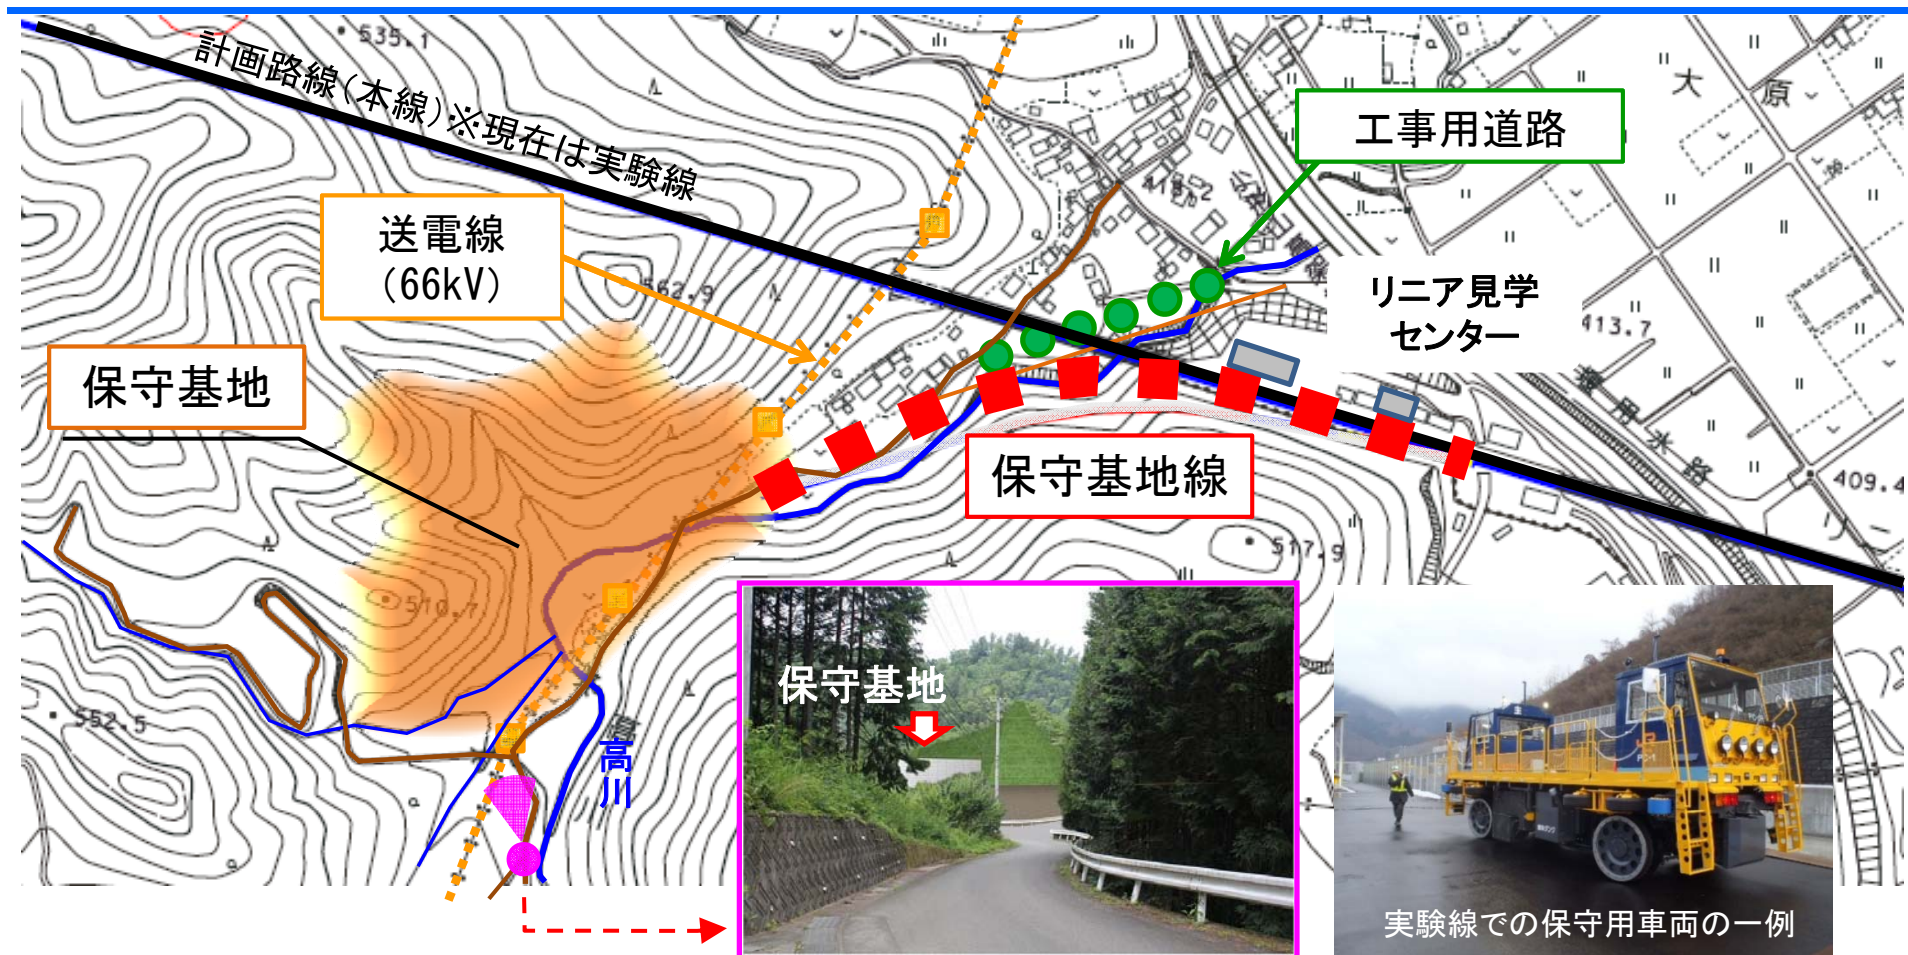 535.1
計画路線(本線)※現在は実験線
大原
工事用道路
送電線
(66kV)
562.9
リニア見学
センター
413.7
保守基地
保守基地線
409.4
517.9
510.7
552.5
高川
保守基地
実験線での保守用車両の一例